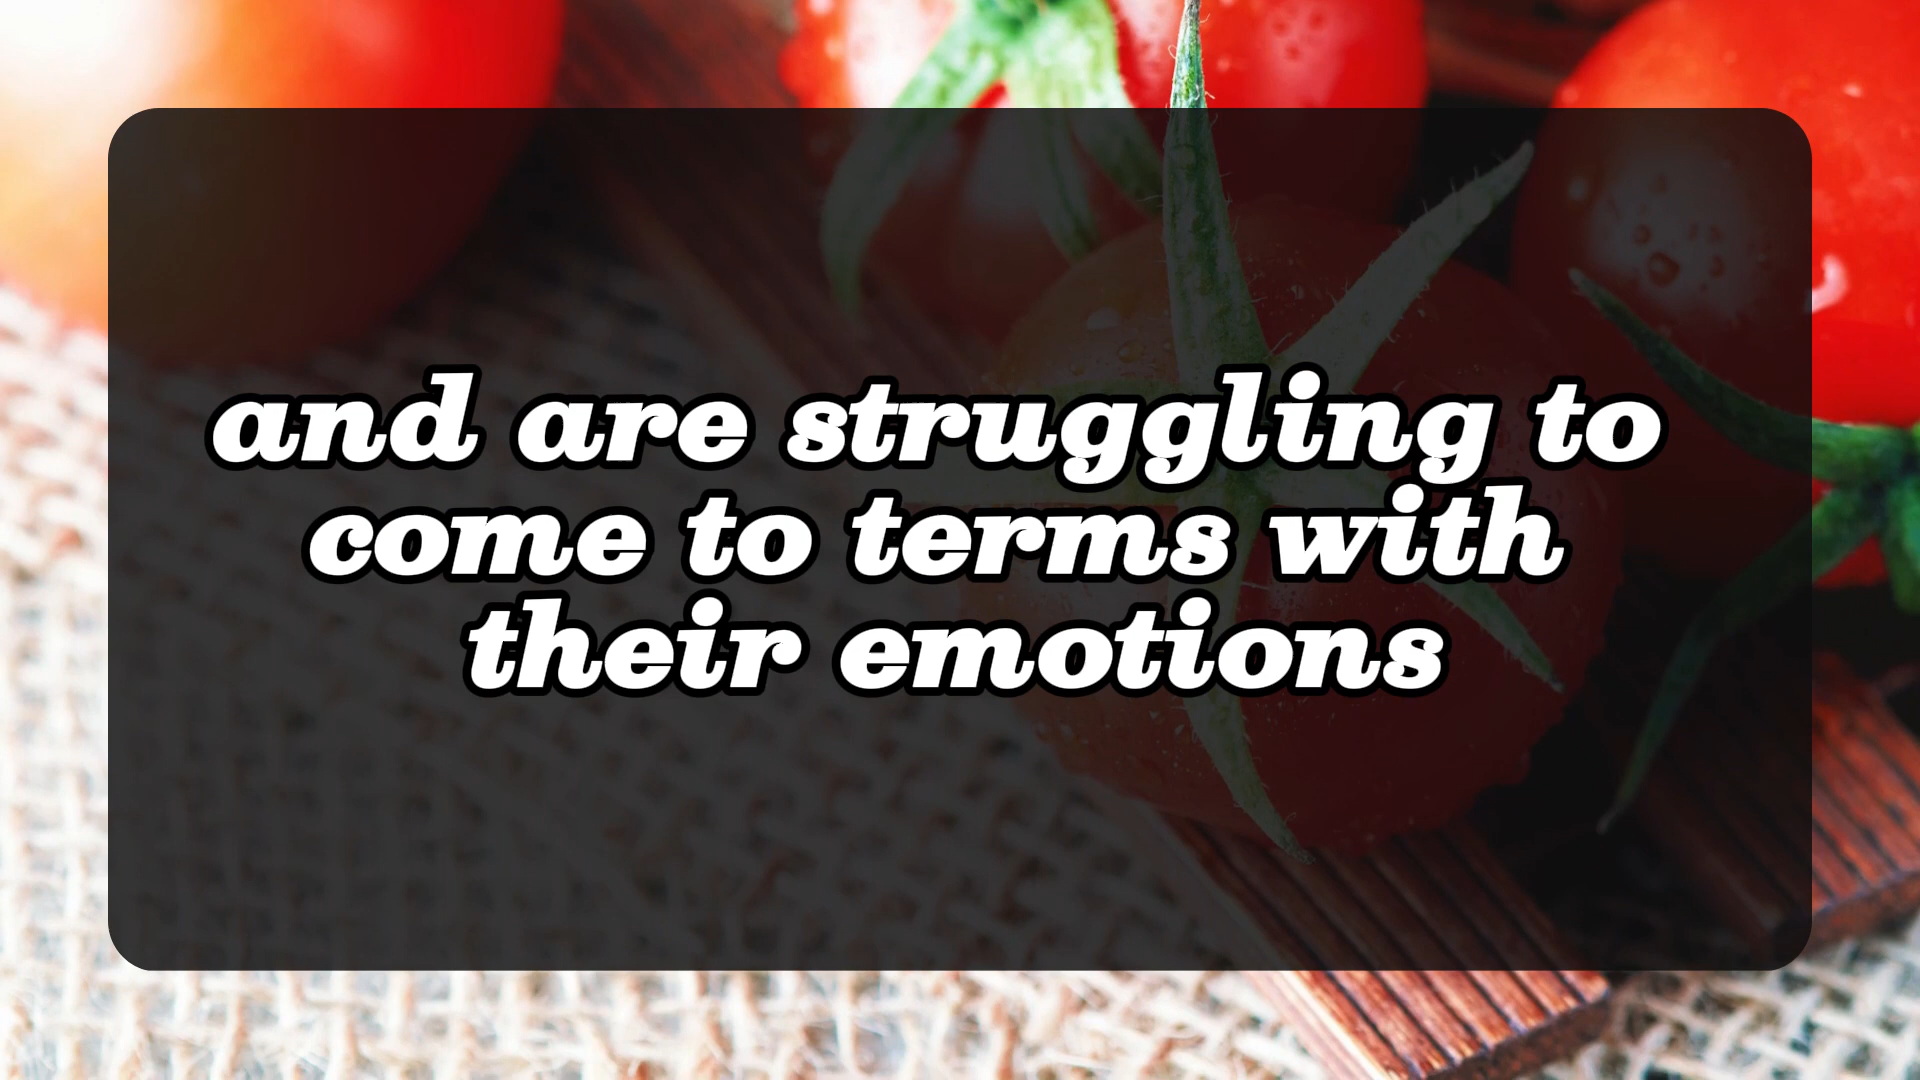 and are struggling to
come to terms with
their emotions